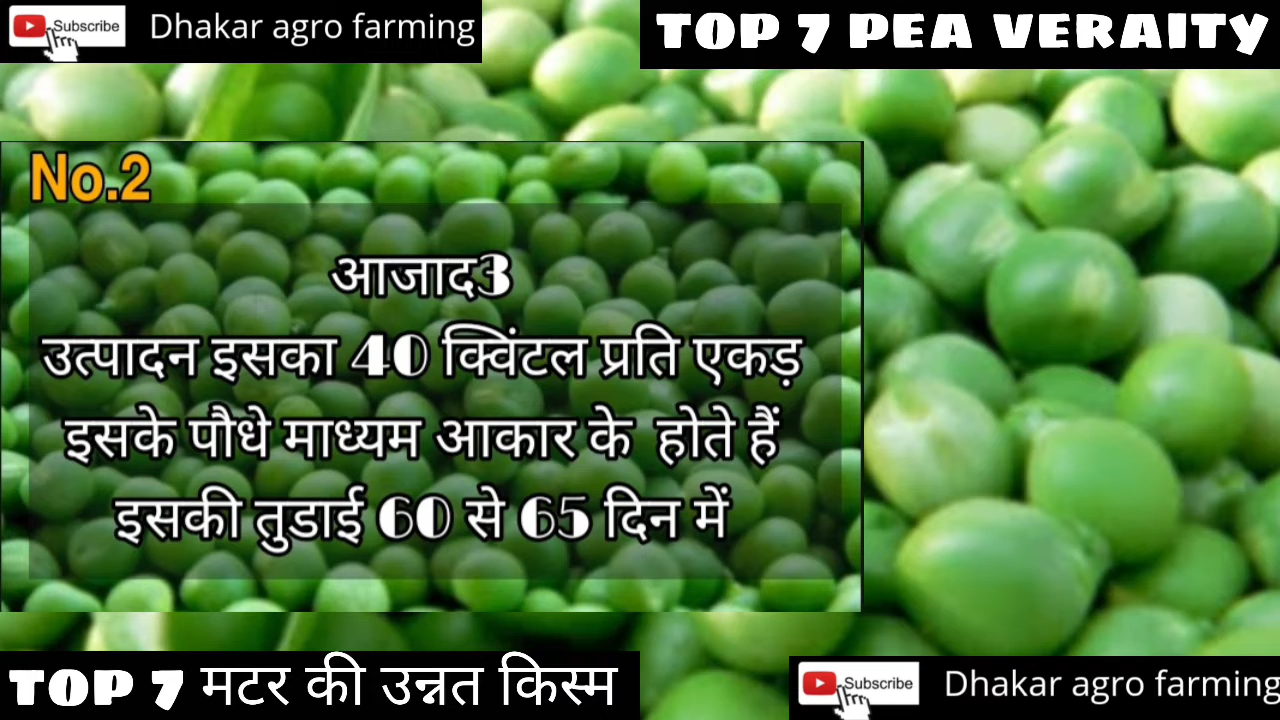 Subscribe Dhakar agro farming
TOP 7 PEA VERAITY
No.2
आजाद3
उत्पादन इसका 40 क्विंटल प्रति एकड़
इसके पौधे माध्यम आकार के होते हैं
इसकी तुडाई 60 से 65 दिन में
TOP 7 मटर की उन्नत किस्म
Subscribe Dhakar agro farming